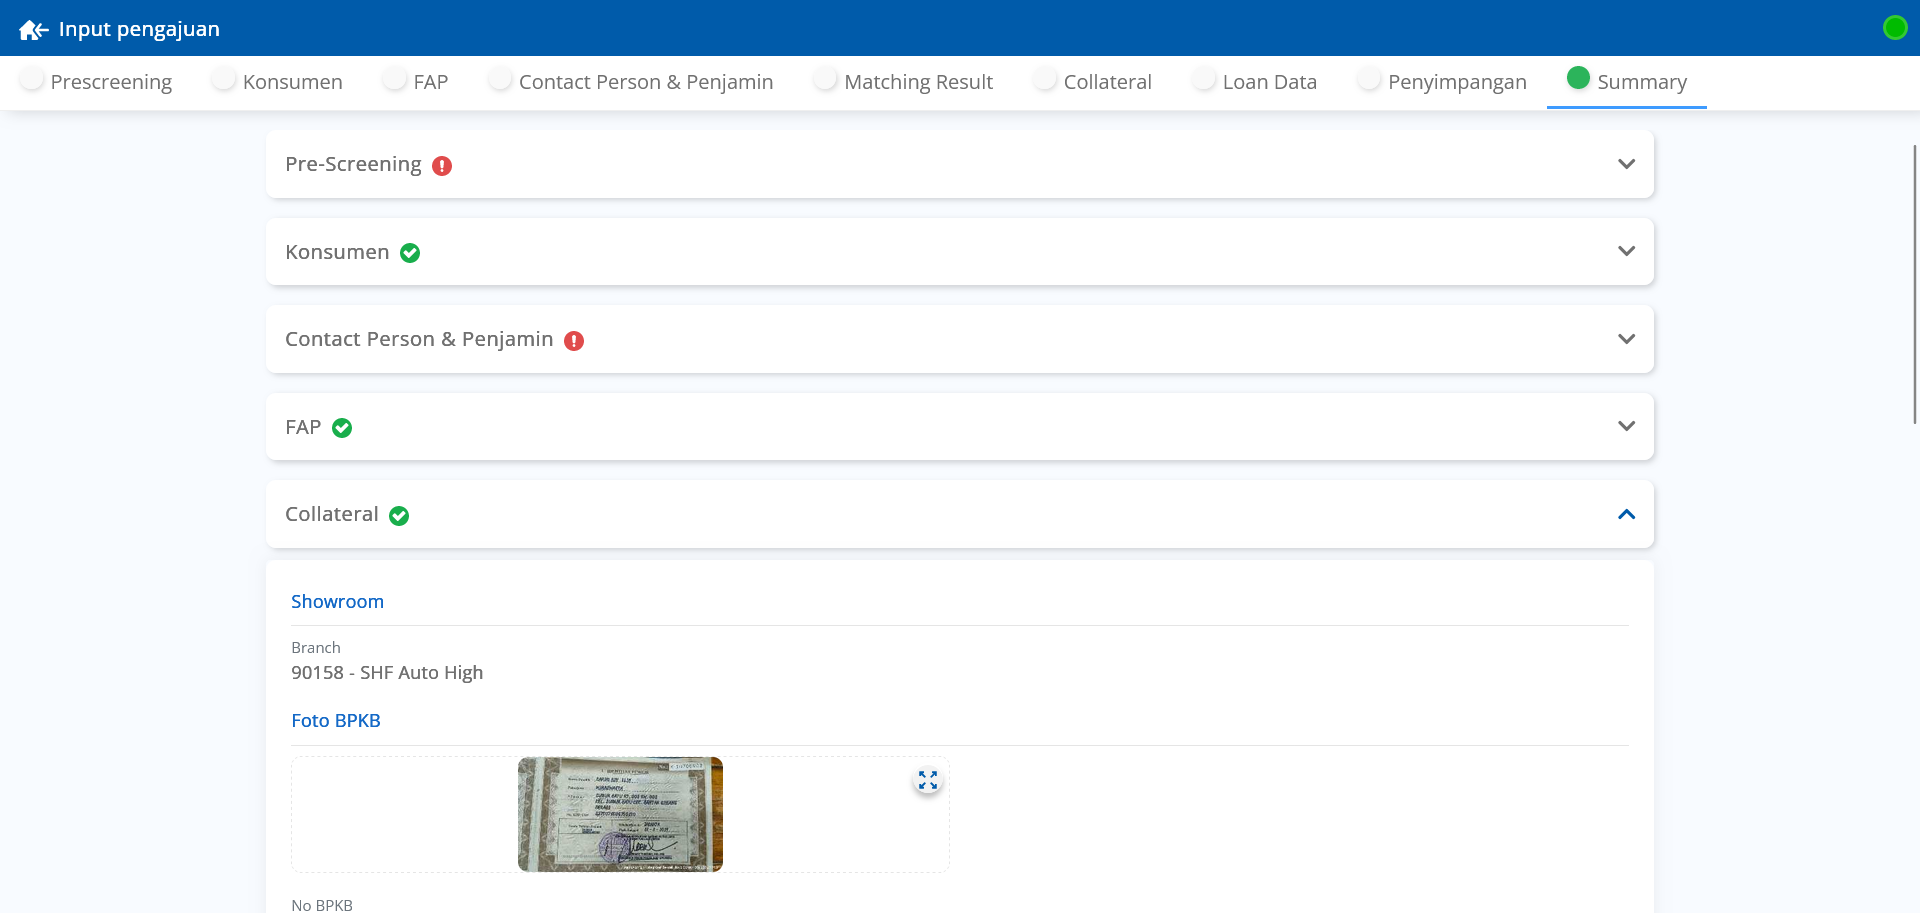 Input pengajuan
Prescreening
Konsumen
FAP
Contact Person & Penjamin
Matching Result
Collateral
Loan Data
Penyimpangan
Summary
Pre-Screening
Konsumen
Contact Person & Penjamin
FAP
Collateral
Showroom
Branch
90158 - SHF Auto High
Foto BPKB
No BPKB